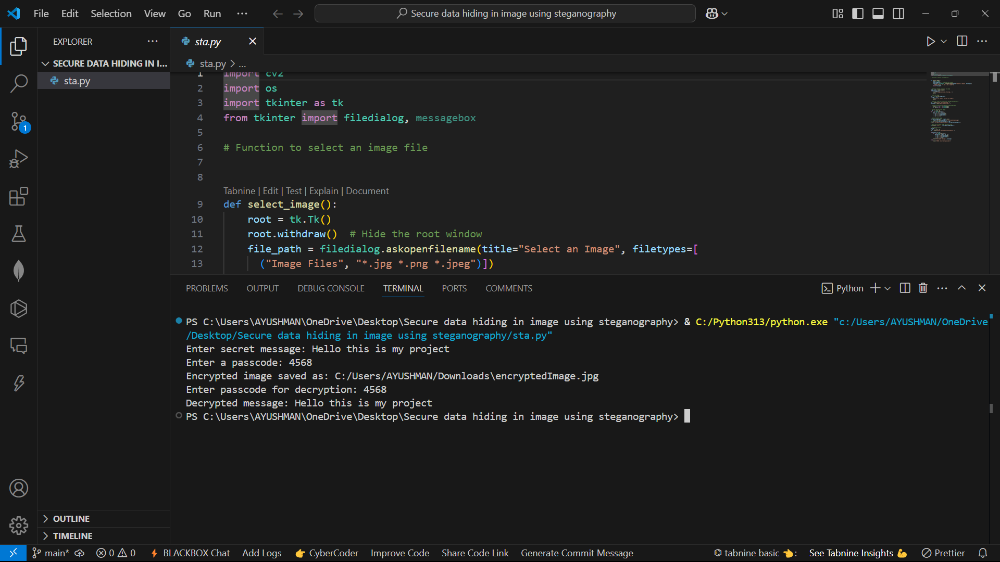 File Edit Selection View Go Run ···
Secure data hiding in image using steganography
EXPLORER ···
SECURE DATA HIDING IN I...
sta.py
1
OUTLINE
TIMELINE
sta.py
sta.py > ...
1 import cv2
2 import os
3 import tkinter as tk
4 from tkinter import filedialog, messagebox
5
6 # Function to select an image file
7
8
Tabnine | Edit | Test | Explain | Document
9 def select_image():
10 root = tk.Tk()
11 root.withdraw()  # Hide the root window
12 file_path = filedialog.askopenfilename(title="Select an Image", filetypes=[
13 ("Image Files", "*.jpg *.png *.jpeg")])
PROBLEMS OUTPUT DEBUG CONSOLE TERMINAL PORTS COMMENTS
Python
PS C:\Users\AYUSHMAN\OneDrive\Desktop\Secure data hiding in image using steganography> & C:/Python313/python.exe "c:/Users/AYUSHMAN/OneDrive
/Desktop/Secure data hiding in image using steganography/sta.py"
Enter secret message: Hello this is my project
Enter a passcode: 4568
Encrypted image saved as: C:/Users/AYUSHMAN/Downloads\encryptedImage.jpg
Enter passcode for decryption: 4568
Decrypted message: Hello this is my project
PS C:\Users\AYUSHMAN\OneDrive\Desktop\Secure data hiding in image using steganography>
main* 0 0 BLACKBOX Chat Add Logs 👉 CyberCoder Improve Code Share Code Link Generate Commit Message tabnine basic 👈: See Tabnine Insights 💪 Prettier